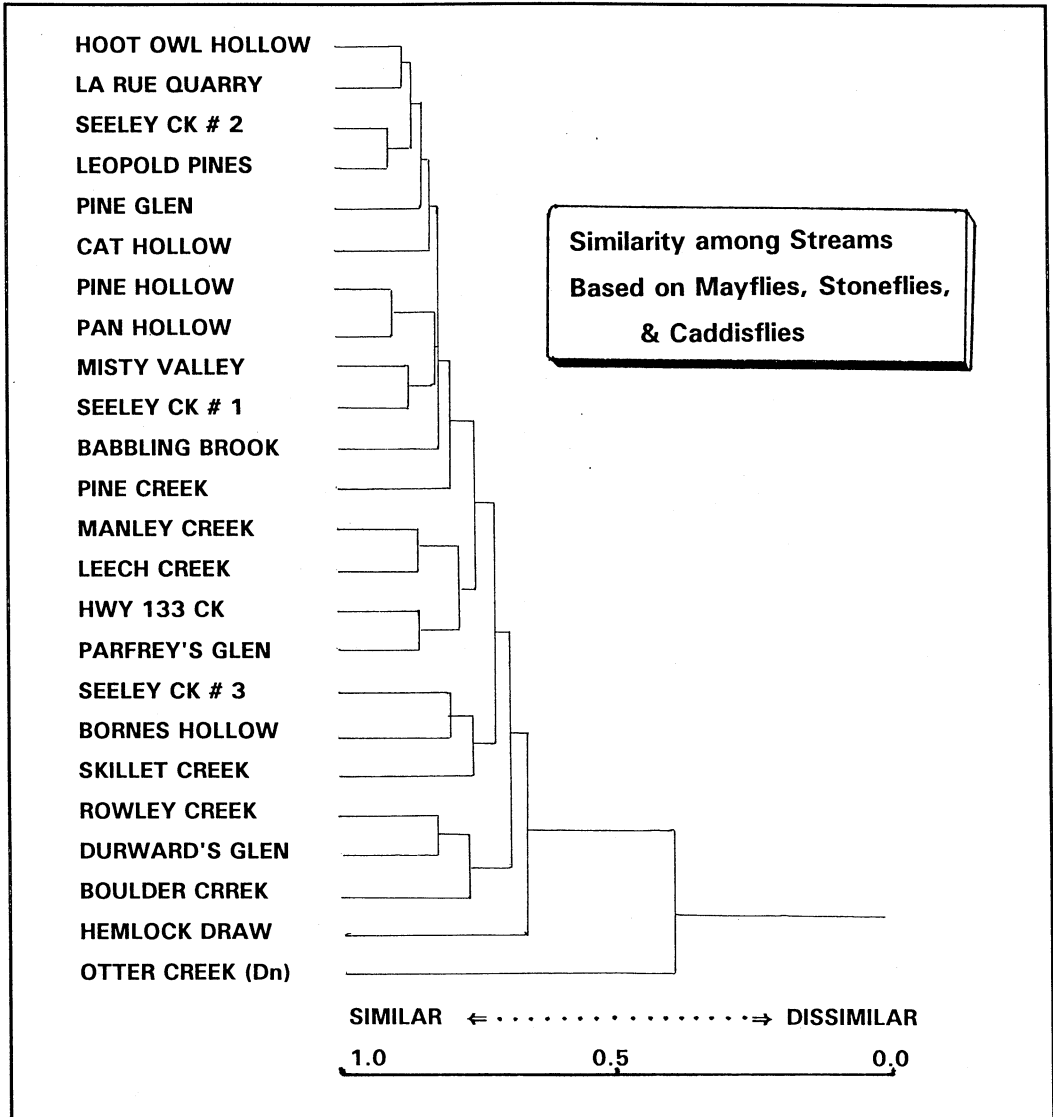 HOOT OWL HOLLOW
LA RUE QUARRY
SEELEY CK # 2
LEOPOLD PINES
PINE GLEN
CAT HOLLOW
PINE HOLLOW
PAN HOLLOW
MISTY VALLEY
SEELEY CK # 1
BABBLING BROOK
PINE CREEK
MANLEY CREEK
LEECH CREEK
HWY 133 CK
PARFREY'S GLEN
SEELEY CK # 3
BORNES HOLLOW
SKILLET CREEK
ROWLEY CREEK
DURWARD'S GLEN
BOULDER CRREK
HEMLOCK DRAW
OTTER CREEK (Dn)
Similarity among Streams
Based on Mayflies, Stoneflies,
& Caddisflies
SIMILAR ⇐ · · · · · · · · · · · · · · · ⇒ DISSIMILAR
1.0 0.5 0.0